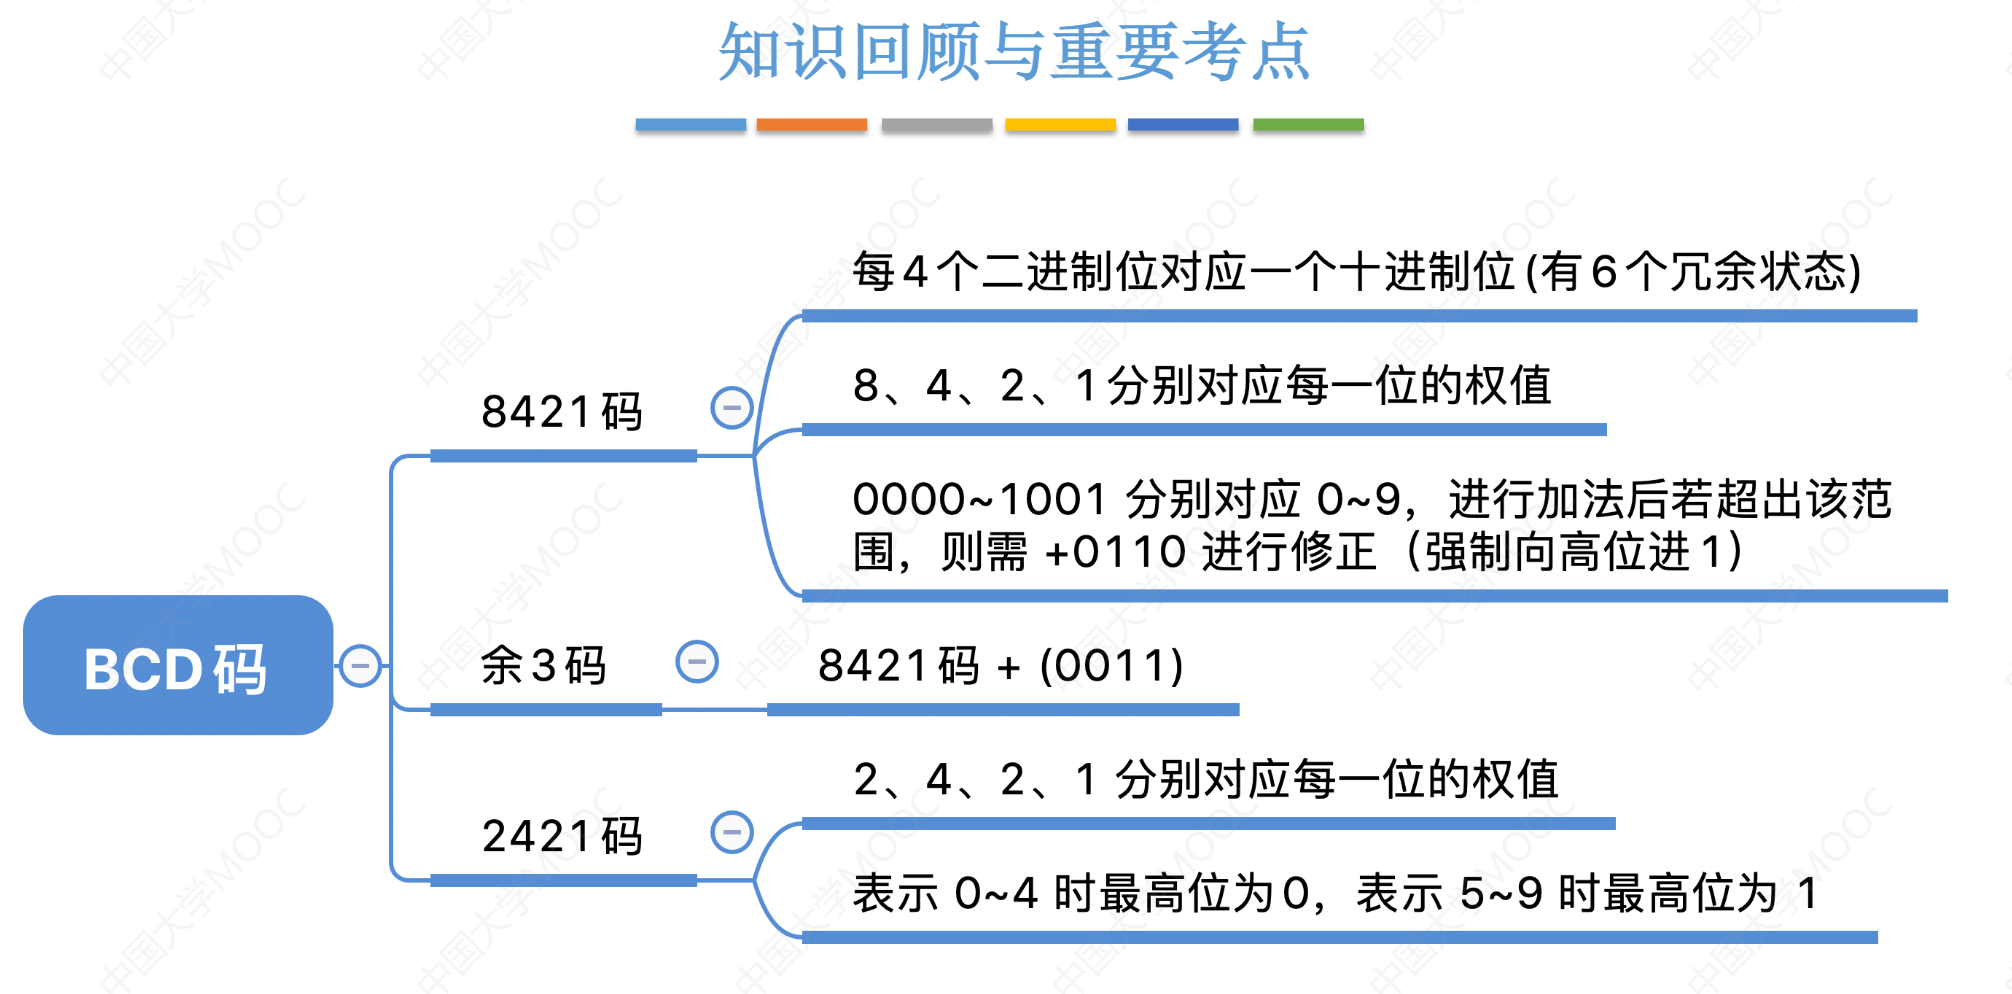 知识回顾与重要考点
每4个二进制位对应一个十进制位(有6个冗余状态)
8、4、2、1分别对应每一位的权值
8421码
0000~1001 分别对应 0~9，进行加法后若超出该范
围，则需 +0110 进行修正（强制向高位进1）
BCD码
余3码
8421码 + (0011)
2、4、2、1 分别对应每一位的权值
2421码
表示 0~4 时最高位为0，表示 5~9 时最高位为 1
中国大学MOOC